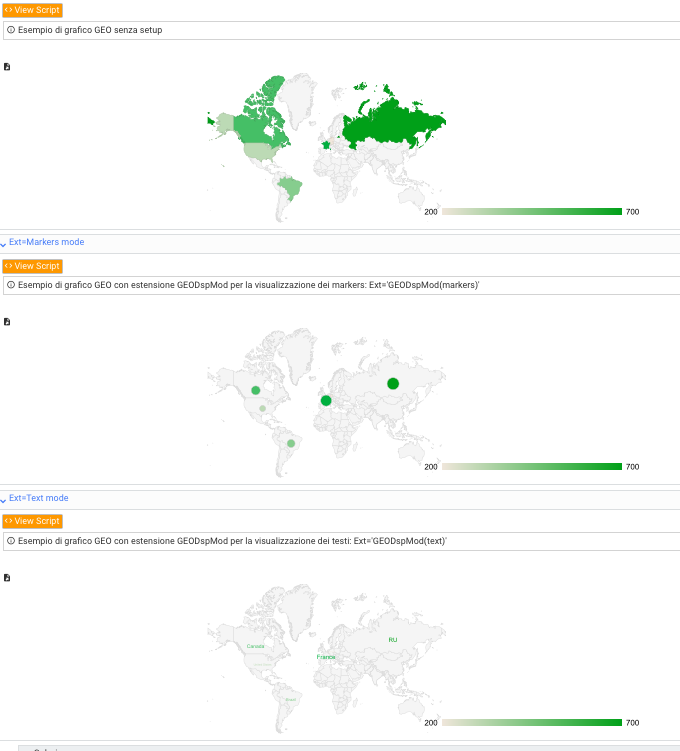 View Script
Esempio di grafico GEO senza setup
200 700
Ext=Markers mode
View Script
Esempio di grafico GEO con estensione GEODspMod per la visualizzazione dei markers: Ext='GEODspMod(markers)'
200 700
Ext=Text mode
View Script
Esempio di grafico GEO con estensione GEODspMod per la visualizzazione dei testi: Ext='GEODspMod(text)'
RU
Canada
France
Brazil
200 700